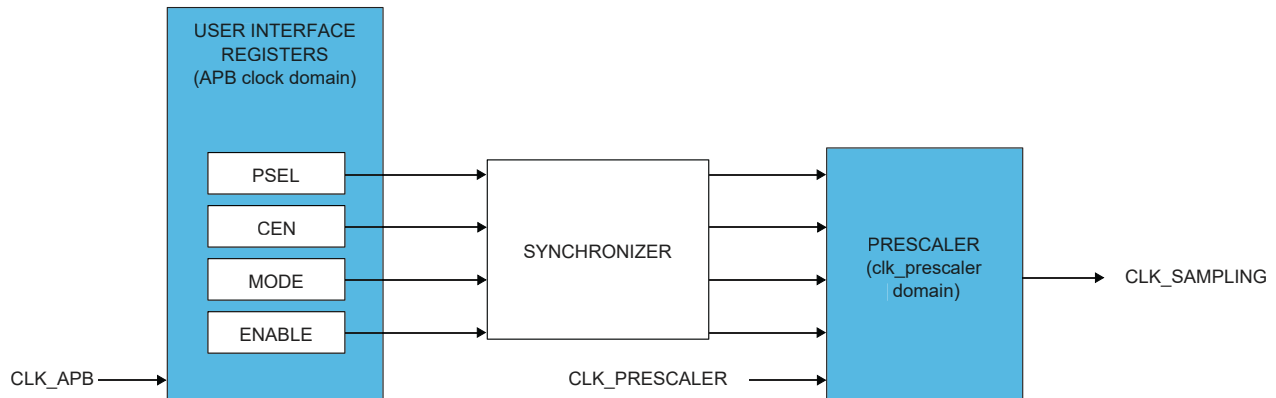 USER INTERFACE
REGISTERS
(APB clock domain)
PSEL
CEN
MODE
ENABLE
CLK_APB
SYNCHRONIZER
CLK_PRESCALER
PRESCALER
(clk_prescaler
domain)
CLK_SAMPLING